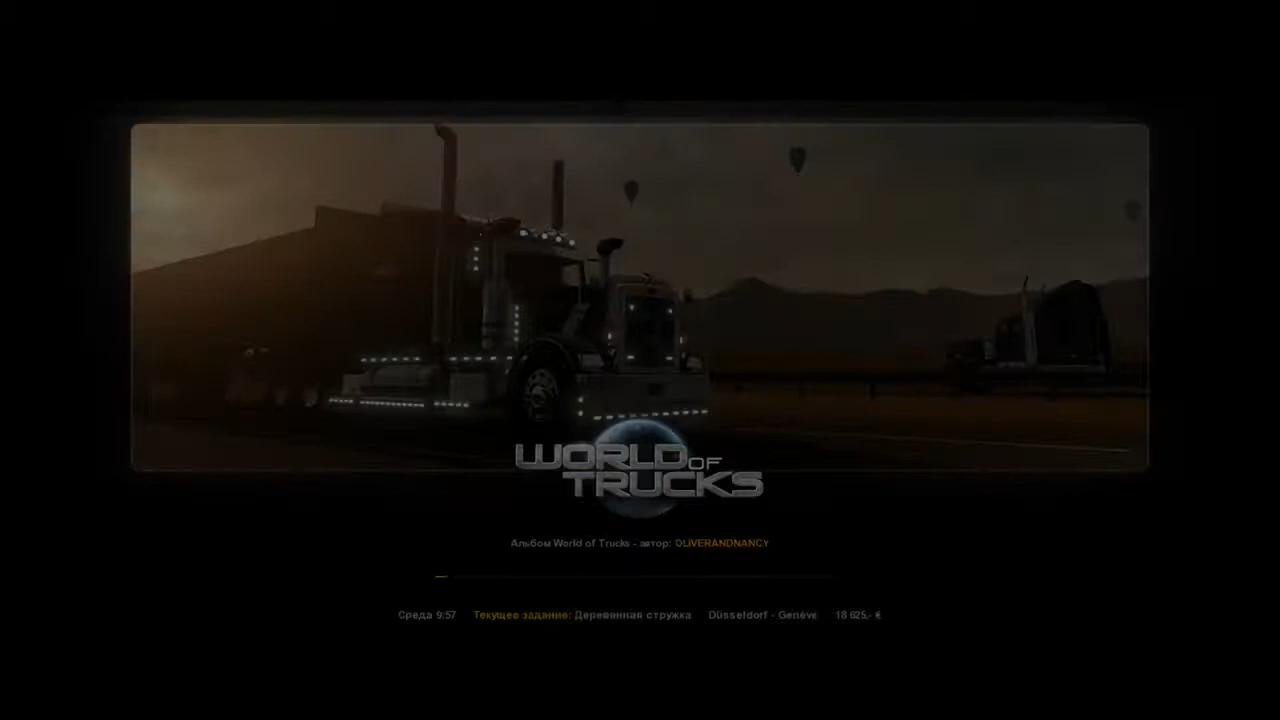 WORLD OF
TRUCKS
Альбом World of Trucks - автор: OLIVERANDNANCY
Среда 9:57 Текущее задание: Деревянная стружка Düsseldorf - Genève 18 625,- €